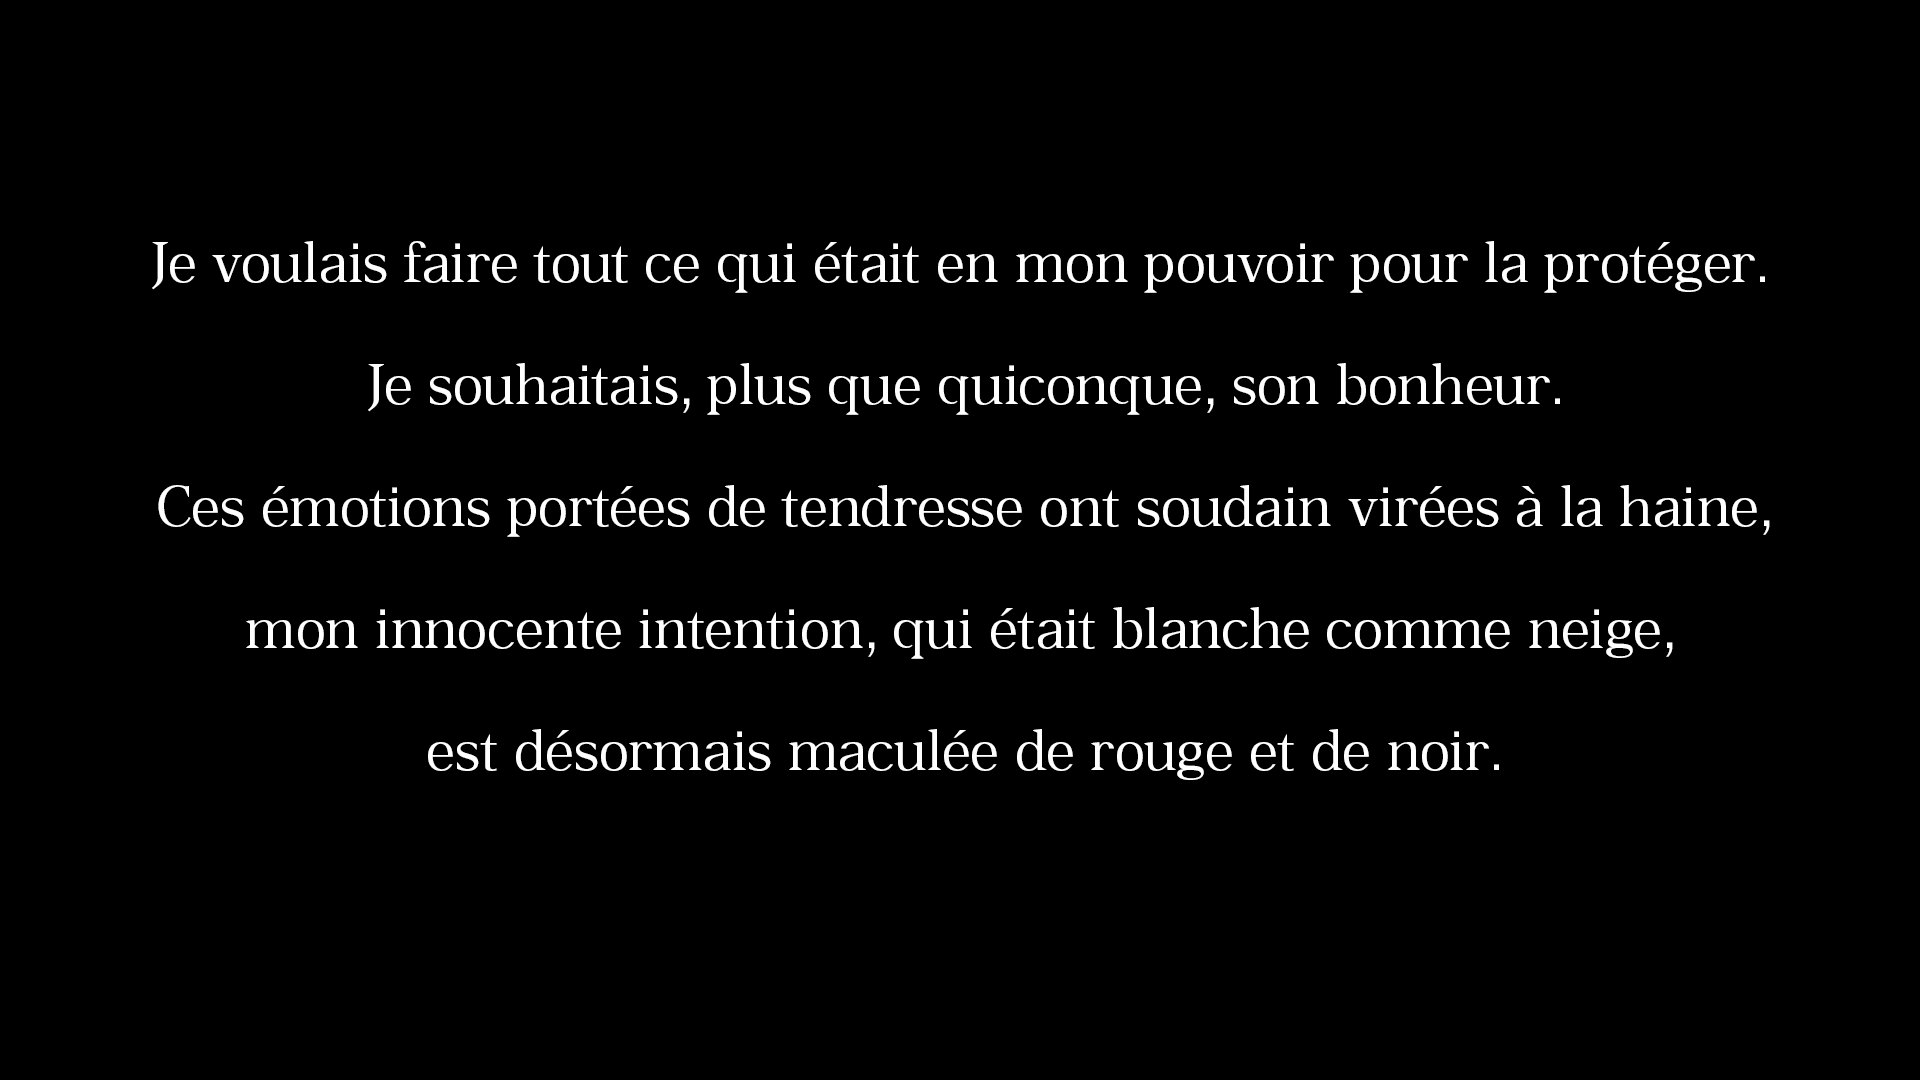 Je voulais faire tout ce qui était en mon pouvoir pour la protéger.
Je souhaitais, plus que quiconque, son bonheur.
Ces émotions portées de tendresse ont soudain virées à la haine,
mon innocente intention, qui était blanche comme neige,
est désormais maculée de rouge et de noir.